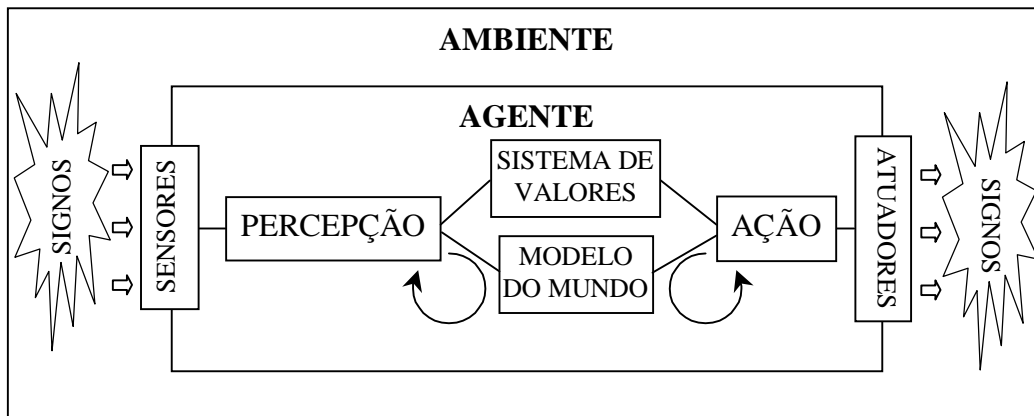 AMBIENTE
AGENTE
SIGNOS
SENSORES
PERCEPÇÃO
SISTEMA DE
VALORES
MODELO
DO MUNDO
AÇÃO
ATUADORES
SIGNOS